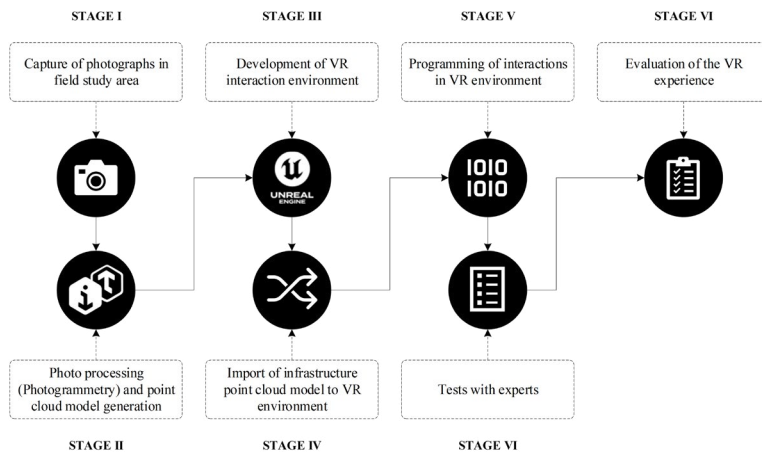 STAGE I
STAGE III
STAGE V
STAGE VI
Capture of photographs in
field study area
Development of VR
interaction environment
Programming of interactions
in VR environment
Evaluation of the VR
experience
UNREAL
ENGINE
1010
1010
Photo processing
(Photogrammetry) and point
cloud model generation
Import of infrastructure
point cloud model to VR
environment
Tests with experts
STAGE II
STAGE IV
STAGE VI